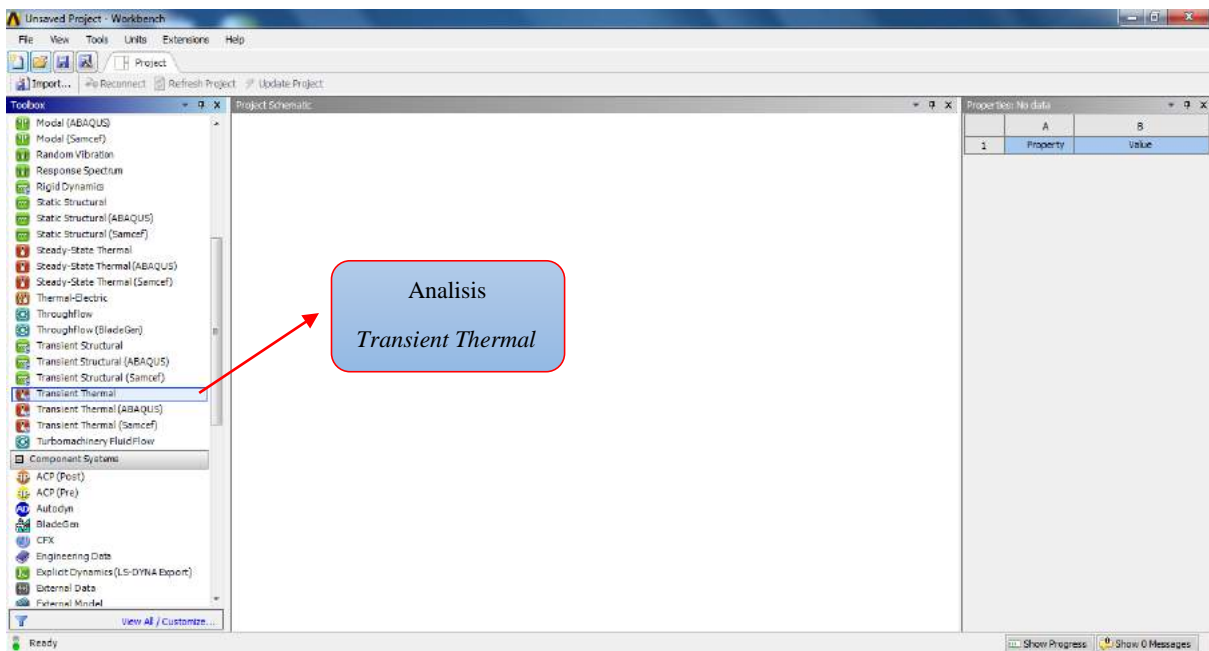 Unsaved Project - Workbench
File View Tools Units Extensions Help
Project
Import... Reconnect Refresh Project Update Project
Toolbox
Project Schematic
Properties: No data
Modal (ABAQUS)
Modal (Samcef)
Random Vibration
Response Spectrum
Rigid Dynamics
Static Structural
Static Structural (ABAQUS)
Static Structural (Samcef)
Steady-State Thermal
Steady-State Thermal (ABAQUS)
Steady-State Thermal (Samcef)
Thermal-Electric
Throughflow
Throughflow (BladeGen)
Transient Structural
Transient Structural (ABAQUS)
Transient Structural (Samcef)
Transient Thermal
Transient Thermal (ABAQUS)
Transient Thermal (Samcef)
Turbomachinery Fluid Flow
Component Systems
ACP (Post)
ACP (Pre)
Autodyn
BladeGen
CFX
Engineering Data
Explicit Dynamics (LS-DYNA Export)
External Data
External Model
View All / Customize...
A B
1 Property Value
Analisis
Transient Thermal
Ready
Show Progress Show 0 Messages